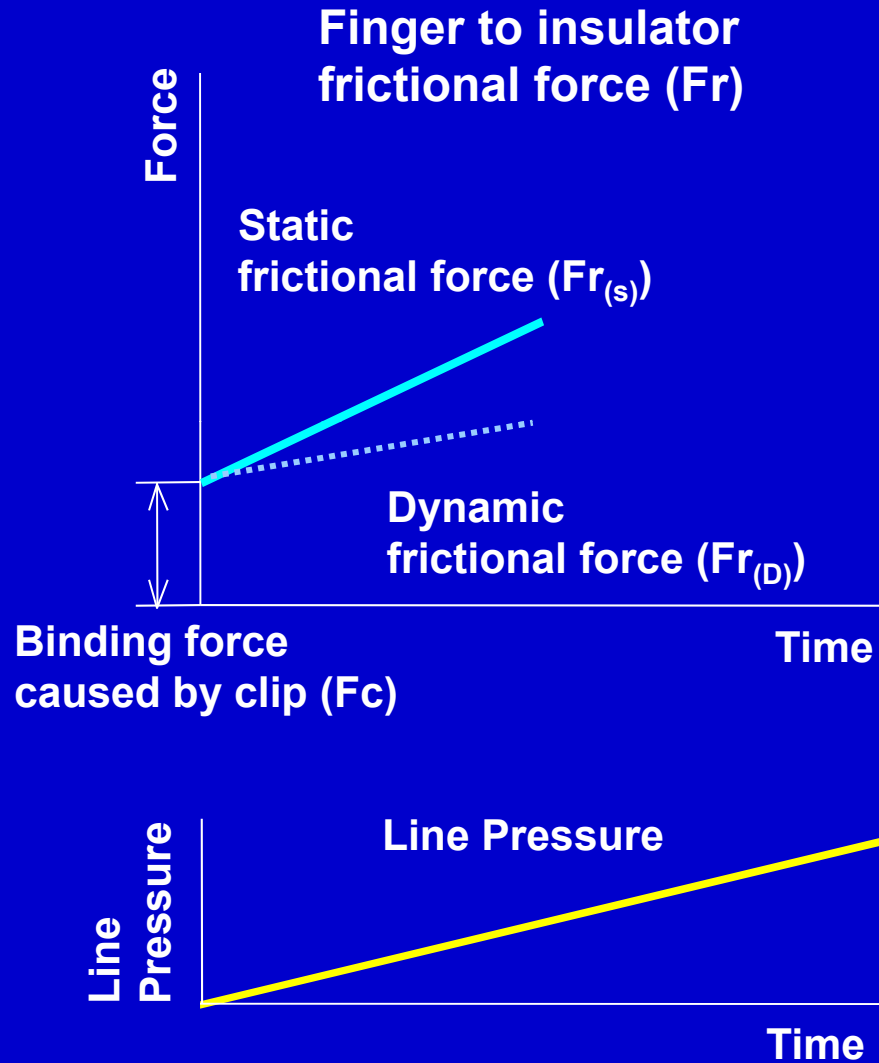 Finger to insulator
frictional force (Fr)
Force
Static
frictional force (Fr(s))
Dynamic
frictional force (Fr(D))
Time
Binding force
caused by clip (Fc)
Line Pressure
Line
Pressure
Time